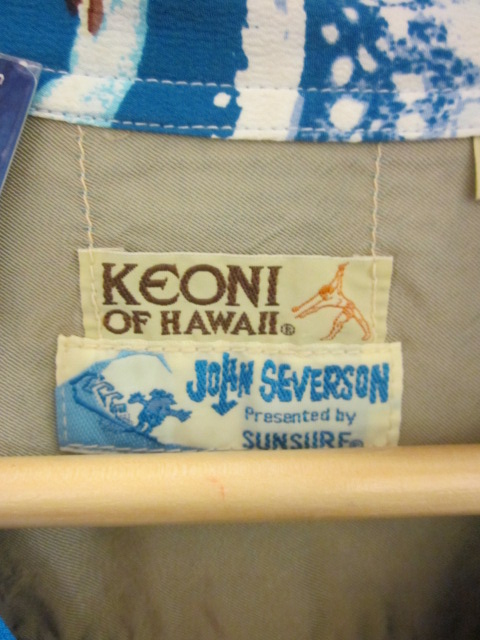 KEONI
OF HAWAII®
JOHN SEVERSON
Presented by
SUNSURF®